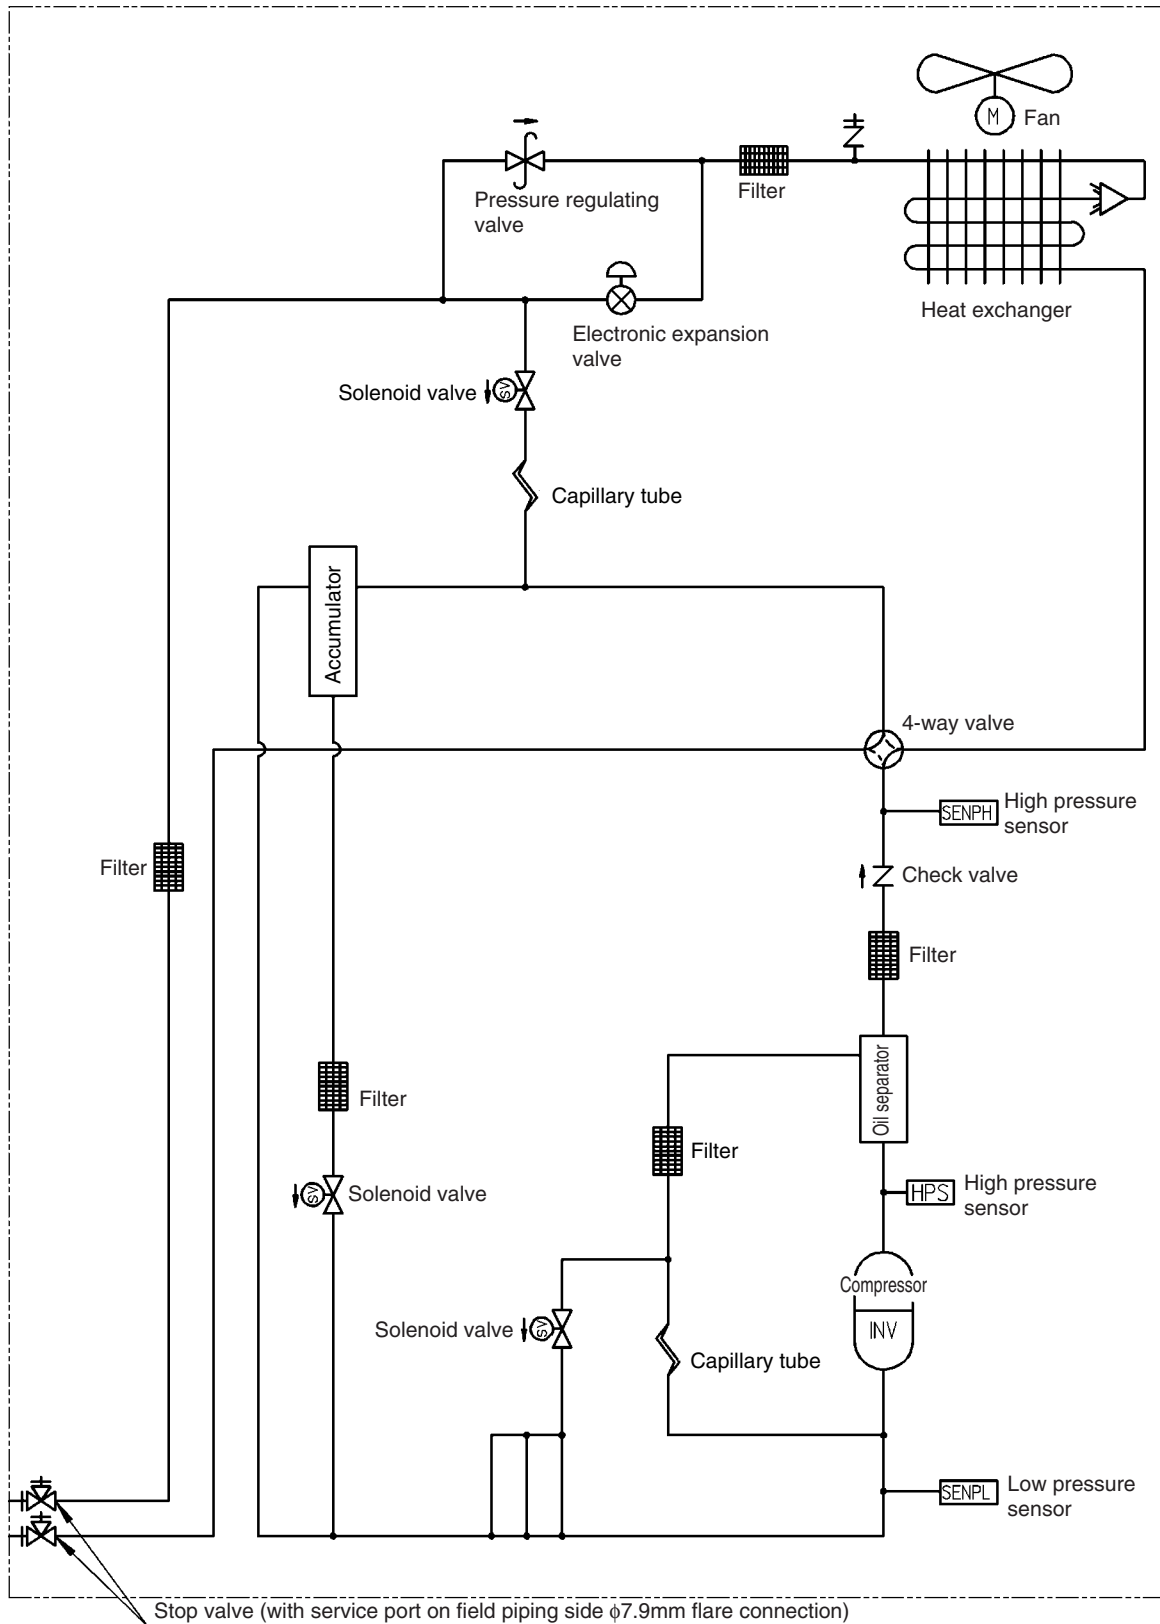 M
Fan
Pressure regulating
valve
Filter
Heat exchanger
Electronic expansion
valve
Solenoid valve
SV
Capillary tube
Accumulator
4-way valve
SENPH
High pressure
sensor
Filter
Check valve
Filter
Oil separator
Filter
Filter
SV
Solenoid valve
HPS
High pressure
sensor
Compressor
INV
Solenoid valve
SV
Capillary tube
SENPL
Low pressure
sensor
Stop valve (with service port on field piping side ϕ7.9mm flare connection)